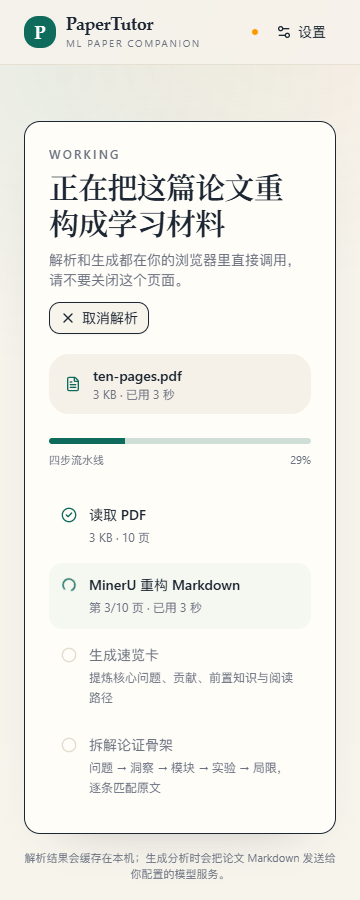 P
PaperTutor
ML PAPER COMPANION
设置
WORKING
正在把这篇论文重
构成学习材料
解析和生成都在你的浏览器里直接调用，
请不要关闭这个页面。
取消解析
ten-pages.pdf
3 KB · 已用 3 秒
四步流水线
29%
读取 PDF
3 KB · 10 页
MinerU 重构 Markdown
第 3/10 页 · 已用 3 秒
生成速览卡
提炼核心问题、贡献、前置知识与阅读
路径
拆解论证骨架
问题 → 洞察 → 模块 → 实验 → 局限，
逐条匹配原文
解析结果会缓存在本机；生成分析时会把论文 Markdown 发送给
你配置的模型服务。